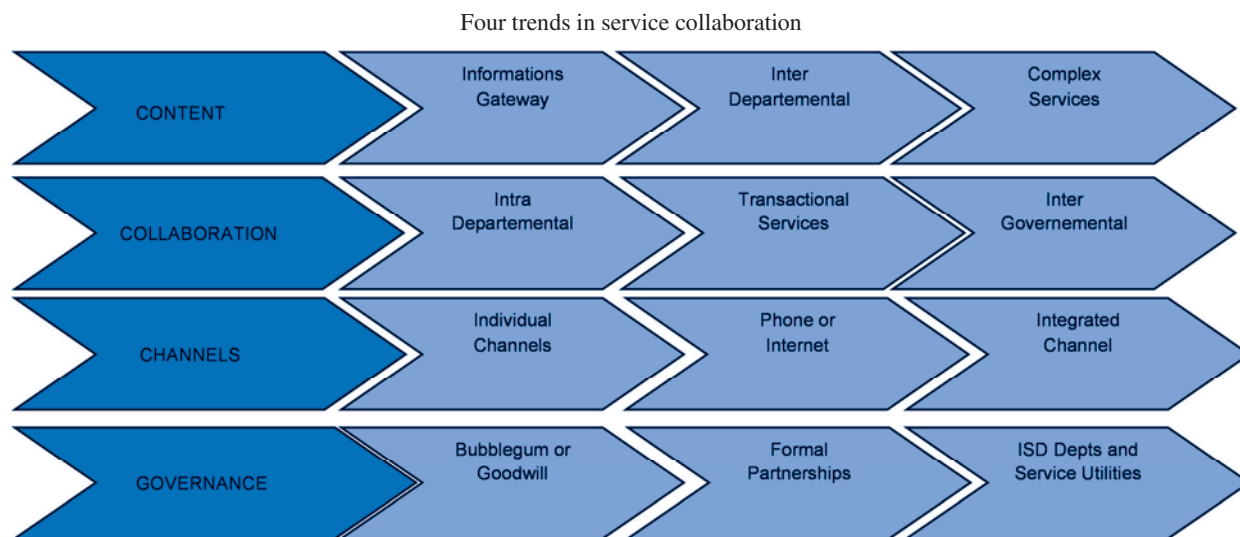 Four trends in service collaboration
CONTENT
Informations
Gateway
Inter
Departemental
Complex
Services
COLLABORATION
Intra
Departemental
Transactional
Services
Inter
Governemental
CHANNELS
Individual
Channels
Phone or
Internet
Integrated
Channel
GOVERNANCE
Bubblegum or
Goodwill
Formal
Partnerships
ISD Depts and
Service Utilities